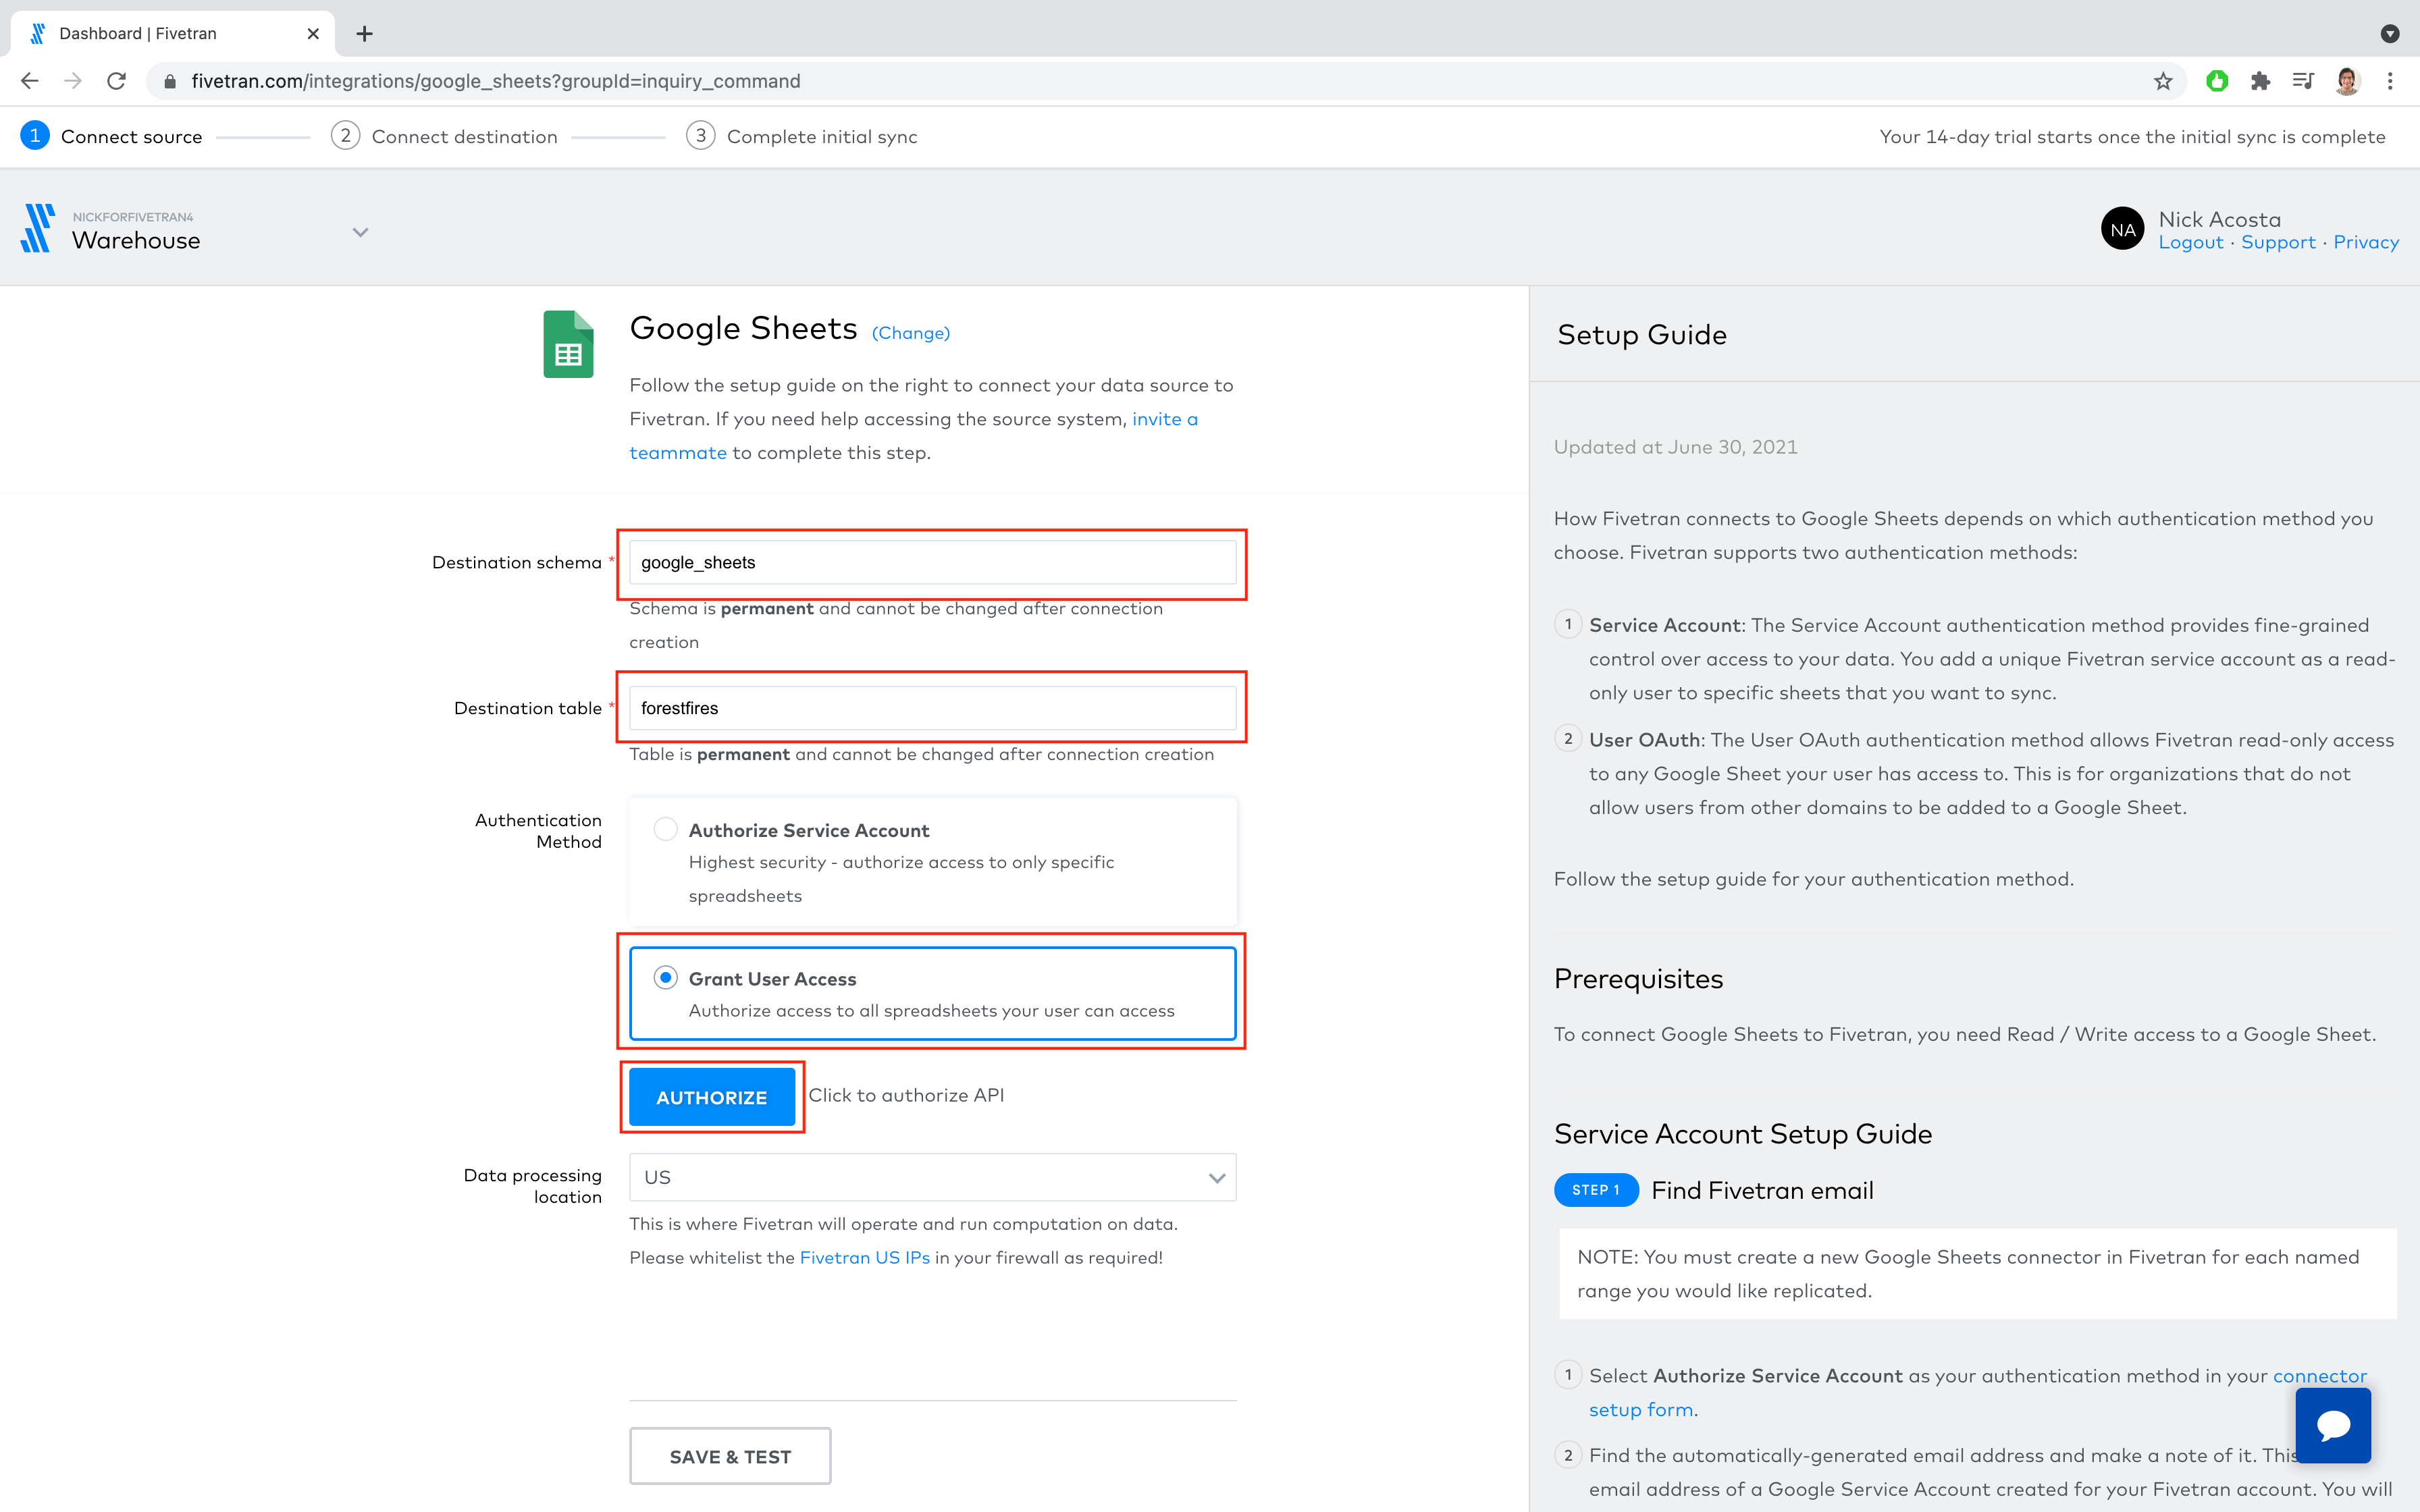 Dashboard | Fivetran
fivetran.com/integrations/google_sheets?groupId=inquiry_command
1 Connect source
2 Connect destination
3 Complete initial sync
Your 14-day trial starts once the initial sync is complete
NICKFORFIVETRAN4
Warehouse
NA
Nick Acosta
Logout · Support · Privacy
Google Sheets (Change)
Follow the setup guide on the right to connect your data source to
Fivetran. If you need help accessing the source system, invite a
teammate to complete this step.
Destination schema *
google_sheets
Schema is permanent and cannot be changed after connection
creation
Destination table *
forestfires
Table is permanent and cannot be changed after connection creation
Authentication
Method
Authorize Service Account
Highest security - authorize access to only specific
spreadsheets
Grant User Access
Authorize access to all spreadsheets your user can access
AUTHORIZE
Click to authorize API
Data processing
location
US
This is where Fivetran will operate and run computation on data.
Please whitelist the Fivetran US IPs in your firewall as required!
SAVE & TEST
Setup Guide
Updated at June 30, 2021
How Fivetran connects to Google Sheets depends on which authentication method you
choose. Fivetran supports two authentication methods:
1 Service Account: The Service Account authentication method provides fine-grained
control over access to your data. You add a unique Fivetran service account as a read-
only user to specific sheets that you want to sync.
2 User OAuth: The User OAuth authentication method allows Fivetran read-only access
to any Google Sheet your user has access to. This is for organizations that do not
allow users from other domains to be added to a Google Sheet.
Follow the setup guide for your authentication method.
Prerequisites
To connect Google Sheets to Fivetran, you need Read / Write access to a Google Sheet.
Service Account Setup Guide
STEP 1 Find Fivetran email
NOTE: You must create a new Google Sheets connector in Fivetran for each named
range you would like replicated.
1 Select Authorize Service Account as your authentication method in your connector
setup form.
2 Find the automatically-generated email address and make a note of it. This
email address of a Google Service Account created for your Fivetran account. You will